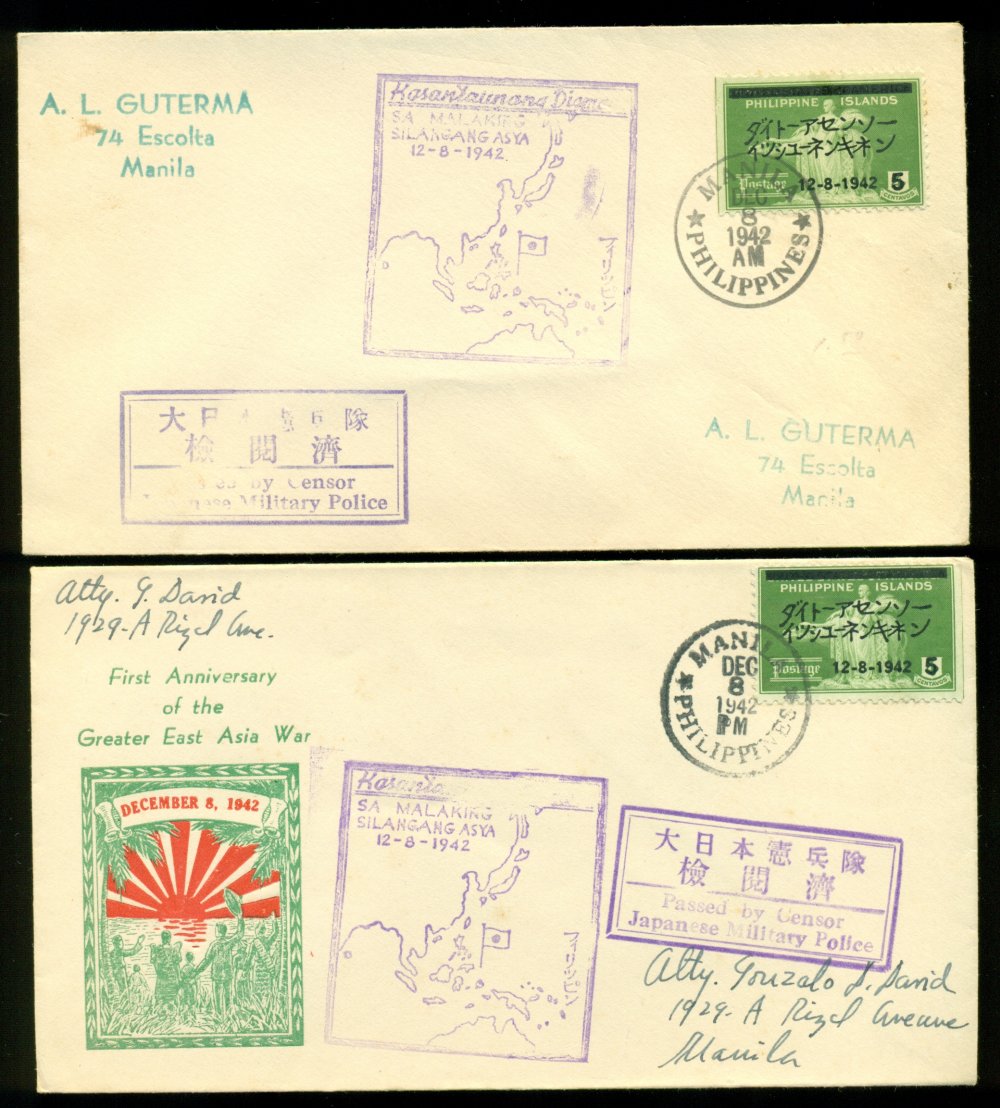 A. L. GUTERMA
74 Escolta
Manila
SA MALAKING
SILANGANG ASYA
12-8-1942
フィリッピン
PHILIPPINE ISLANDS
ダイトーアセンソー
イツシユーネンキネン
Postage 12-8-1942 5
CENTAVOS
MANILA
DEC
8
1942
AM
PHILIPPINES
大日本憲兵隊
檢閲濟
Passed by Censor
Japanese Military Police
A. L. GUTERMA
74 Escolta
Manila
Atty. G. David
1929-A Rizal Ave.
First Anniversary
of the
Greater East Asia War
DECEMBER 8, 1942
SA MALAKING
SILANGANG ASYA
12-8-1942
フィリッピン
PHILIPPINE ISLANDS
ダイトーアセンソー
イツシユーネンキネン
Postage 12-8-1942 5
CENTAVOS
MANILA
DEC
8
1942
PM
PHILIPPINES
大日本憲兵隊
檢閲濟
Passed by Censor
Japanese Military Police
Atty. Gonzalo J. David
1929-A Rizal Avenue
Manila